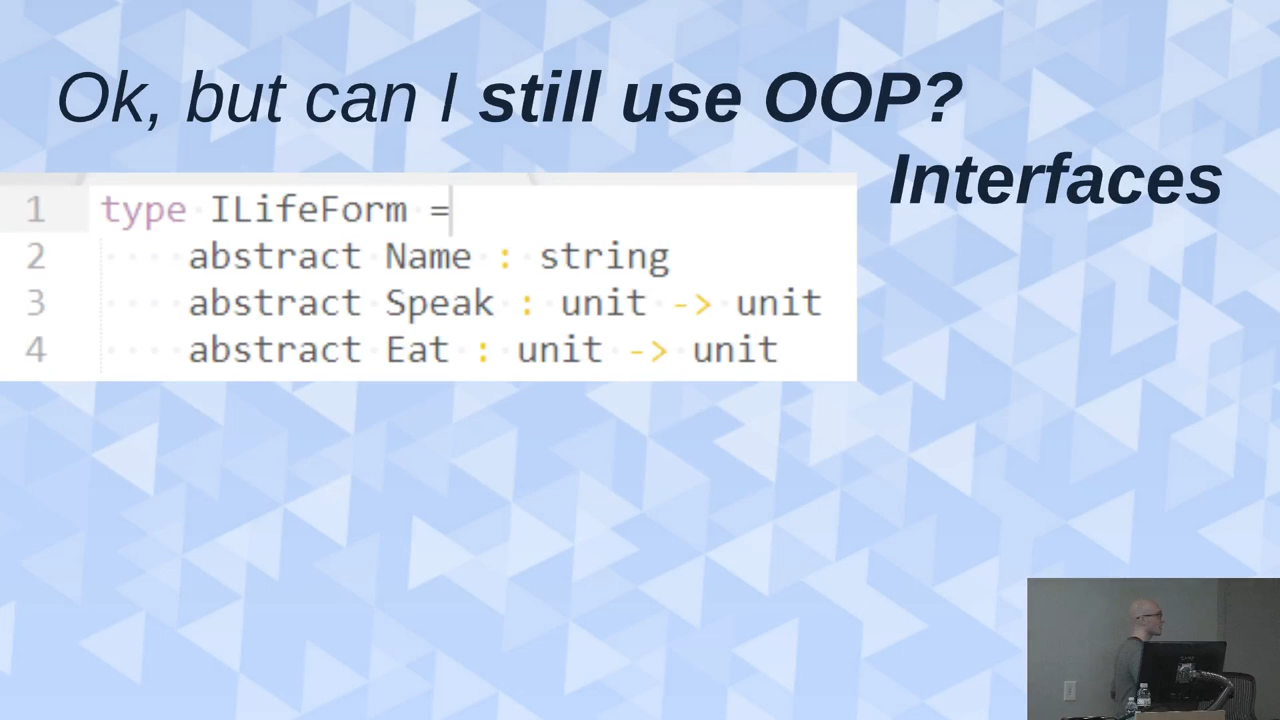 Ok, but can I still use OOP?
Interfaces
1 type ILifeForm =
2 abstract Name : string
3 abstract Speak : unit -> unit
4 abstract Eat : unit -> unit